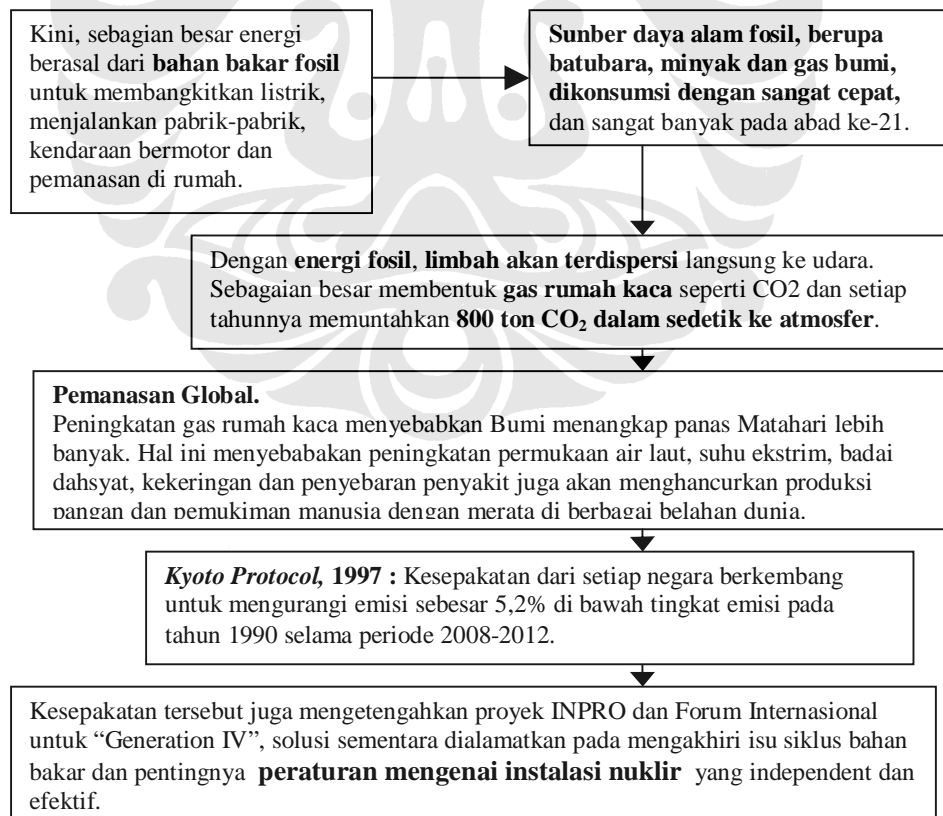 Kini, sebagian besar energi
berasal dari bahan bakar fosil
untuk membangkitkan listrik,
menjalankan pabrik-pabrik,
kendaraan bermotor dan
pemanasan di rumah.
Sunber daya alam fosil, berupa
batubara, minyak dan gas bumi,
dikonsumsi dengan sangat cepat,
dan sangat banyak pada abad ke-21.
Dengan energi fosil, limbah akan terdispersi langsung ke udara.
Sebagaian besar membentuk gas rumah kaca seperti CO2 dan setiap
tahunnya memuntahkan 800 ton CO₂ dalam sedetik ke atmosfer.
Pemanasan Global.
Peningkatan gas rumah kaca menyebabkan Bumi menangkap panas Matahari lebih
banyak. Hal ini menyebabakan peningkatan permukaan air laut, suhu ekstrim, badai
dahsyat, kekeringan dan penyebaran penyakit juga akan menghancurkan produksi
pangan dan pemukiman manusia dengan merata di berbagai belahan dunia.
Kyoto Protocol, 1997 : Kesepakatan dari setiap negara berkembang
untuk mengurangi emisi sebesar 5,2% di bawah tingkat emisi pada
tahun 1990 selama periode 2008-2012.
Kesepakatan tersebut juga mengetengahkan proyek INPRO dan Forum Internasional
untuk “Generation IV”, solusi sementara dialamatkan pada mengakhiri isu siklus bahan
bakar dan pentingnya peraturan mengenai instalasi nuklir yang independent dan
efektif.